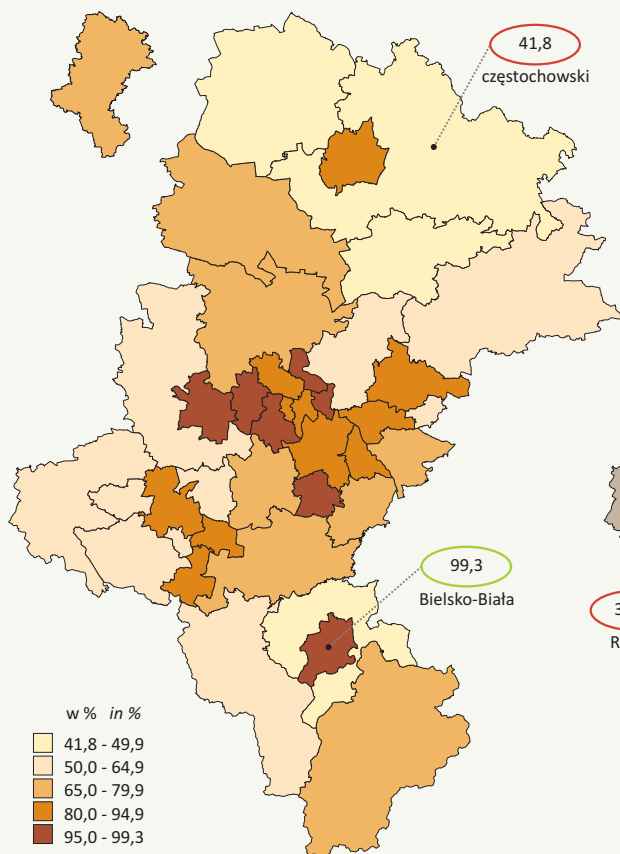 41,8
częstochowski
99,3
Bielsko-Biała
3
R
w % in %
41,8 - 49,9
50,0 - 64,9
65,0 - 79,9
80,0 - 94,9
95,0 - 99,3